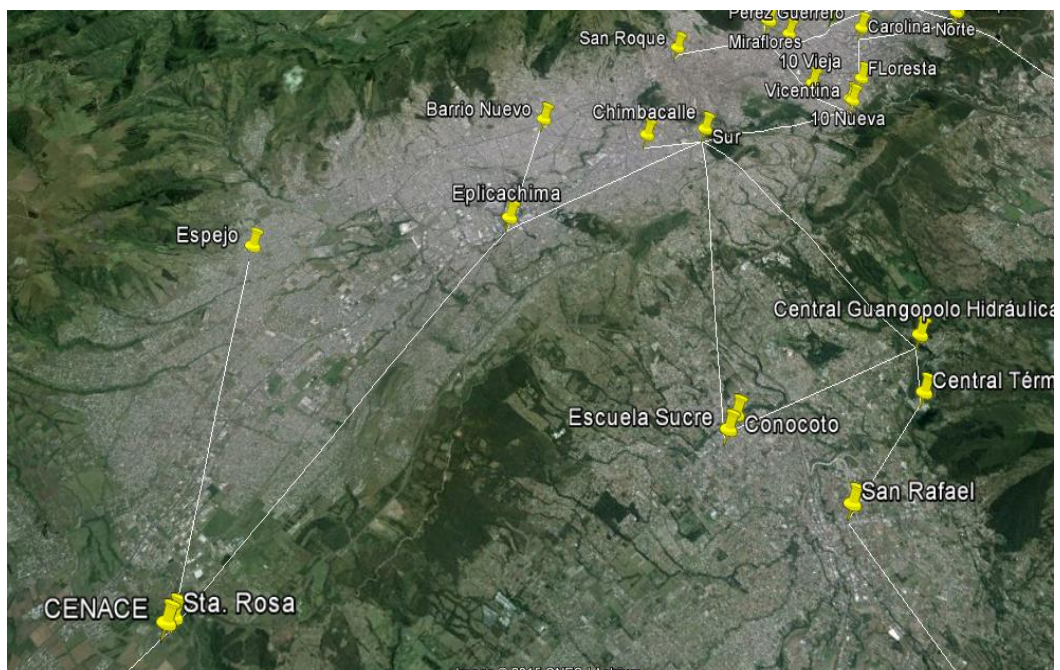 Perez Guerrero
Carolina
Norte
San Roque
Miraflores
10 Vieja
FLoresta
Vicentina
Barrio Nuevo
Chimbacalle
10 Nueva
Sur
Eplicachima
Espejo
Central Guangopolo Hidráulica
Central Térm
Escuela Sucre
Conocoto
San Rafael
CENACE
Sta. Rosa